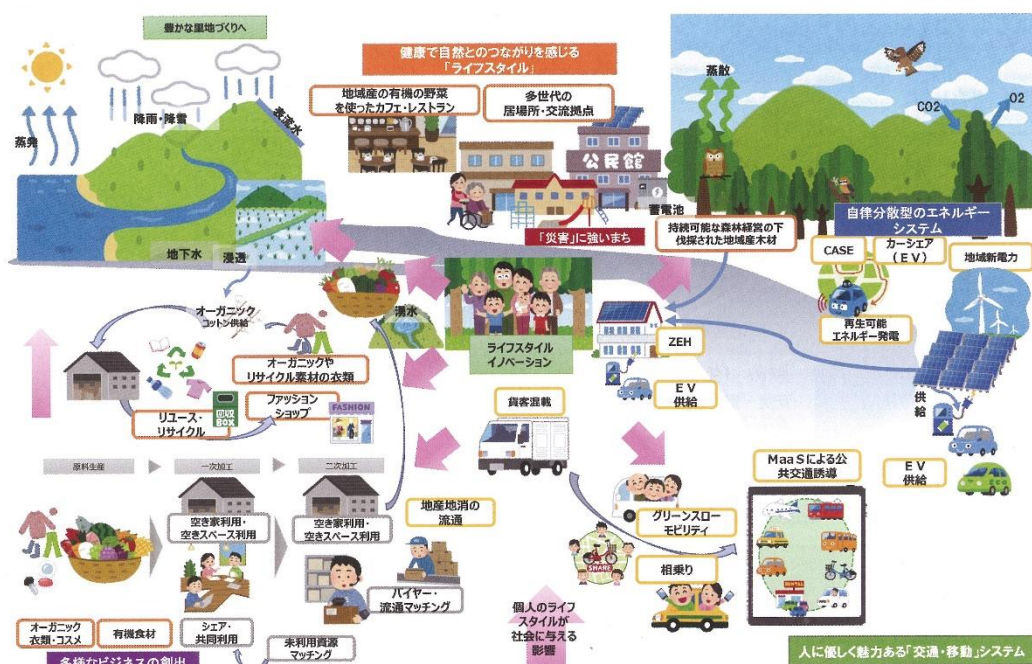 豊かな里地づくりへ
降雨・降雪
表流水
蒸発
地下水
浸透
健康で自然とのつながりを感じる
「ライフスタイル」
地域産の有機の野菜
を使ったカフェ・レストラン
多世代の
居場所・交流拠点
公民館
蓄電池
「災害」に強いまち
蒸散
CO2
O2
持続可能な森林経営の下
伐採された地域産木材
自律分散型のエネルギー
システム
CASE
カーシェア
（EV）
地域新電力
再生可能
エネルギー発電
供給
EV
供給
ZEH
EV
供給
オーガニック
コットン供給
湧水
ライフスタイル
イノベーション
オーガニックや
リサイクル素材の衣類
回収
BOX
リユース・
リサイクル
ファッション
ショップ
FASHION
貨客混載
原料生産
一次加工
二次加工
空き家利用・
空きスペース利用
空き家利用・
空きスペース利用
地産地消の
流通
バイヤー・
流通マッチング
オーガニック
衣類・コスメ
有機食材
シェア・
共同利用
未利用資源
マッチング
多様なビジネスの創出
グリーンスロー
モビリティ
SHARE
相乗り
個人のライフ
スタイルが
社会に与える
影響
MaaSによる公
共交通誘導
RENTAL
ECO
人に優しく魅力ある「交通・移動」システム